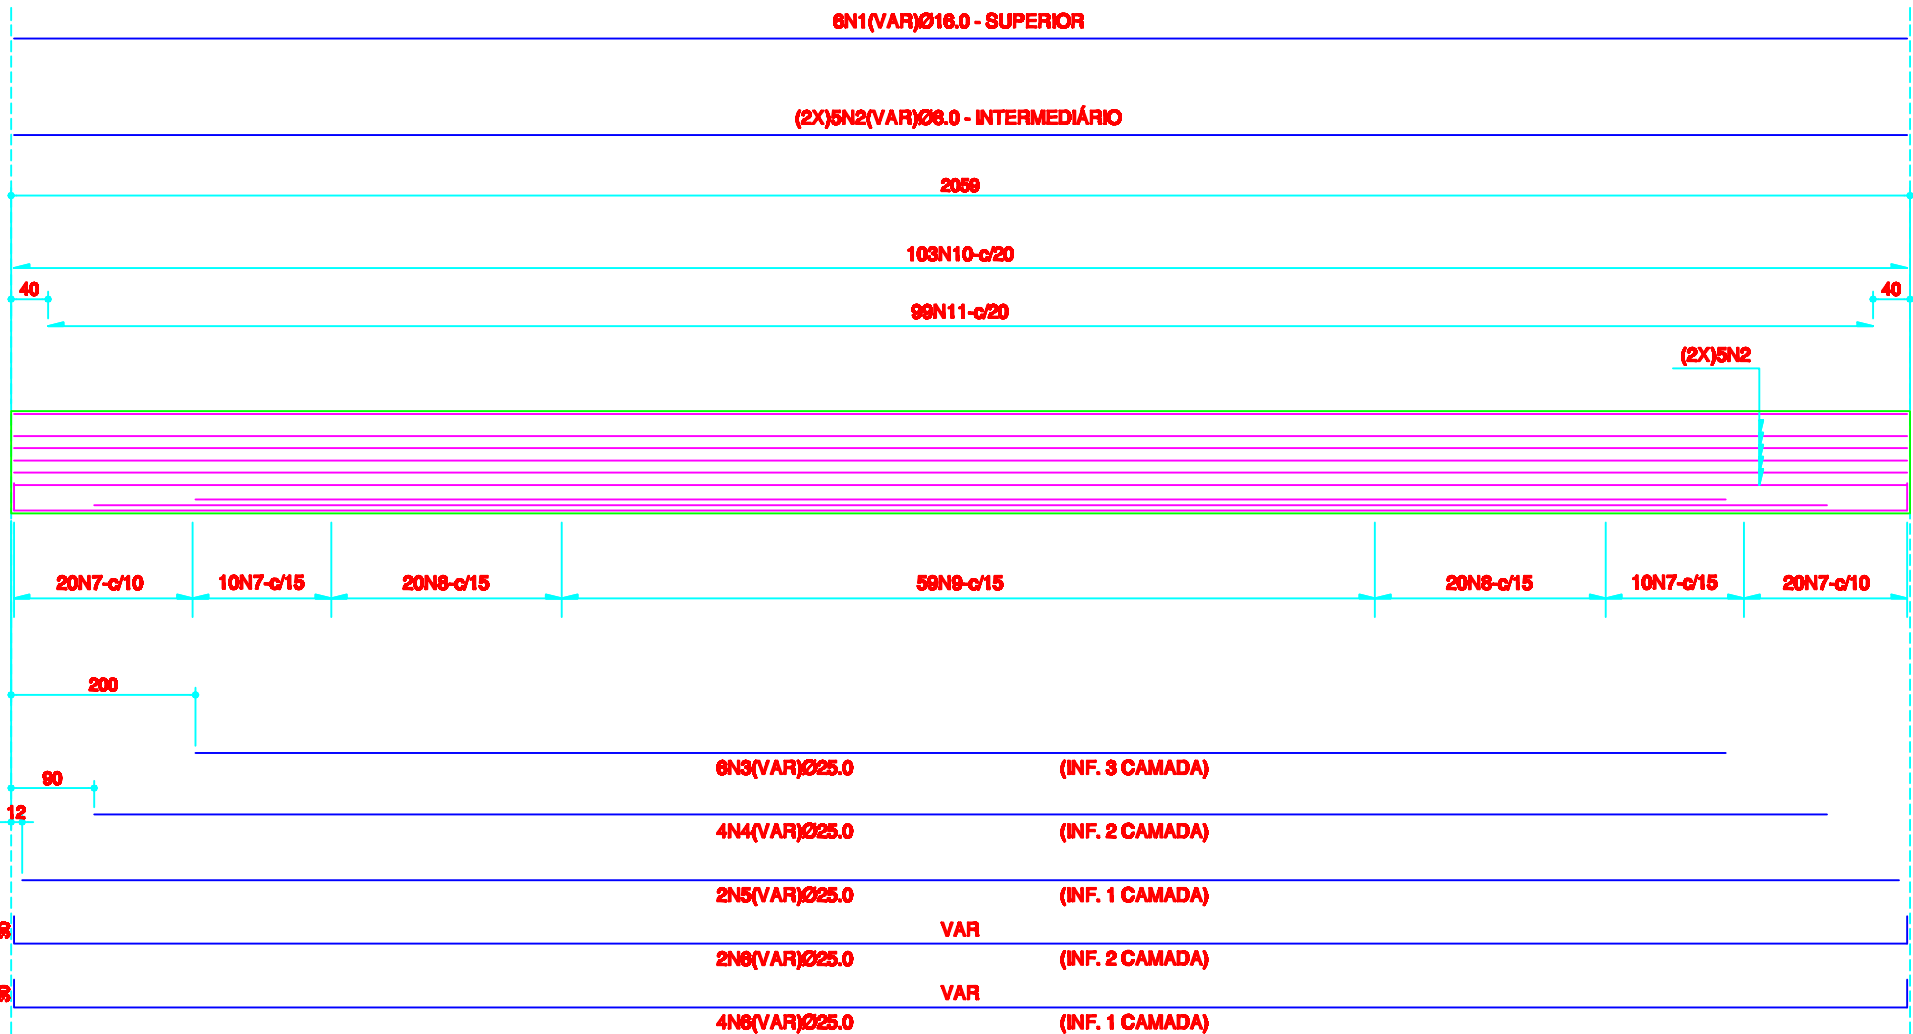 6N1(VAR)Ø16.0 - SUPERIOR
(2X)5N2(VAR)Ø8.0 - INTERMEDIÁRIO
2059
103N10-c/20
40
40
99N11-c/20
(2X)5N2
20N7-c/10
10N7-c/15
20N8-c/15
59N9-c/15
20N8-c/15
10N7-c/15
20N7-c/10
200
6N3(VAR)Ø25.0
(INF. 3 CAMADA)
90
12
4N4(VAR)Ø25.0
(INF. 2 CAMADA)
2N5(VAR)Ø25.0
(INF. 1 CAMADA)
VAR
2N6(VAR)Ø25.0
(INF. 2 CAMADA)
VAR
4N6(VAR)Ø25.0
(INF. 1 CAMADA)